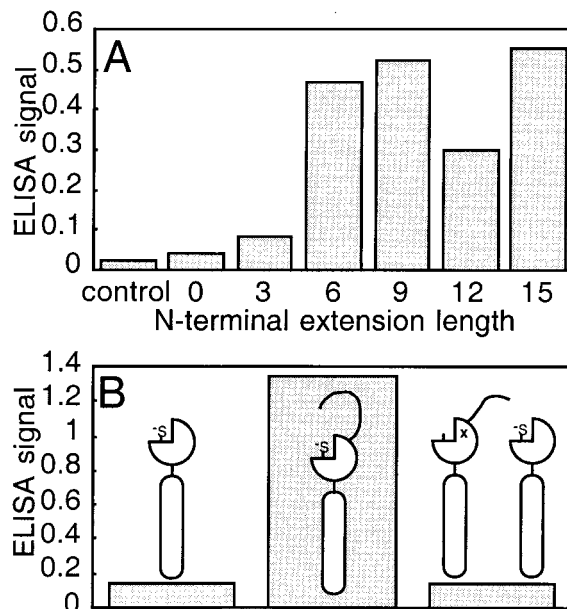 A
ELISA signal
0.6
0.5
0.4
0.3
0.2
0.1
0
control 0 3 6 9 12 15
N-terminal extension length
B
ELISA signal
1.4
1.2
1
0.8
0.6
0.4
0.2
0
-S
-S
x
-S